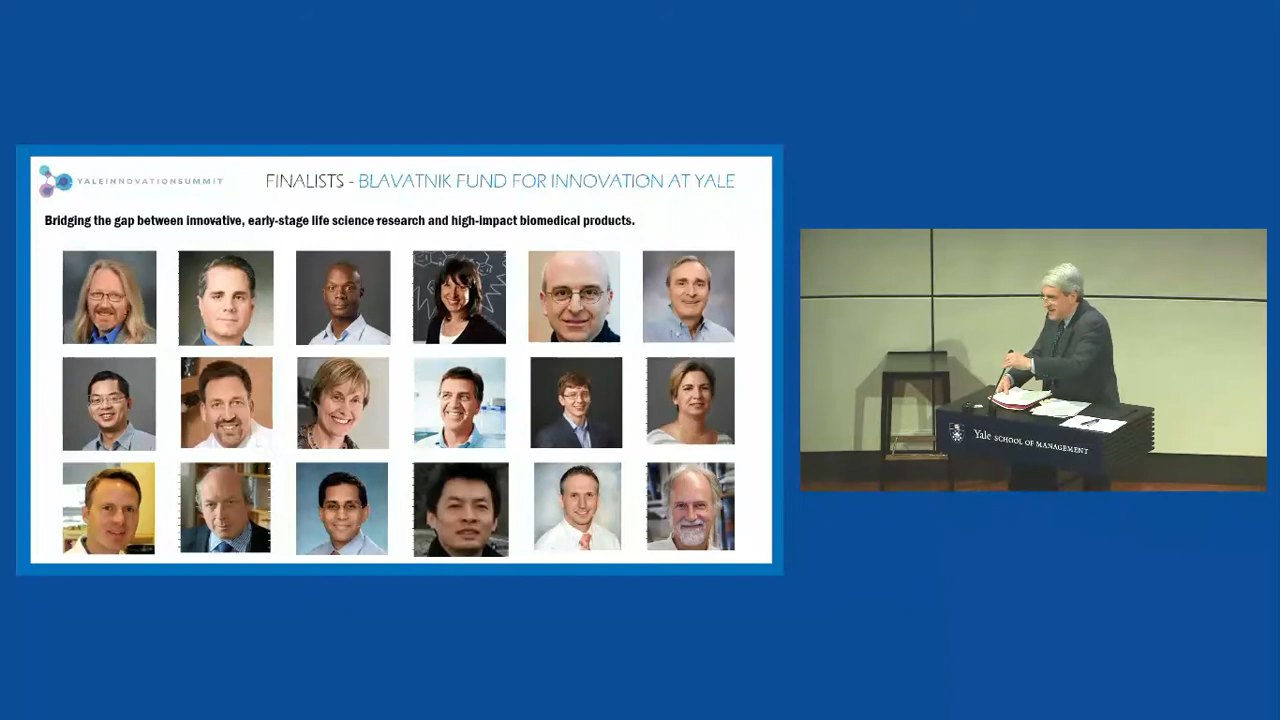 YALEINNOVATIONSUMMIT
FINALISTS - BLAVATNIK FUND FOR INNOVATION AT YALE
Bridging the gap between innovative, early-stage life science research and high-impact biomedical products.
Yale SCHOOL OF MANAGEMENT